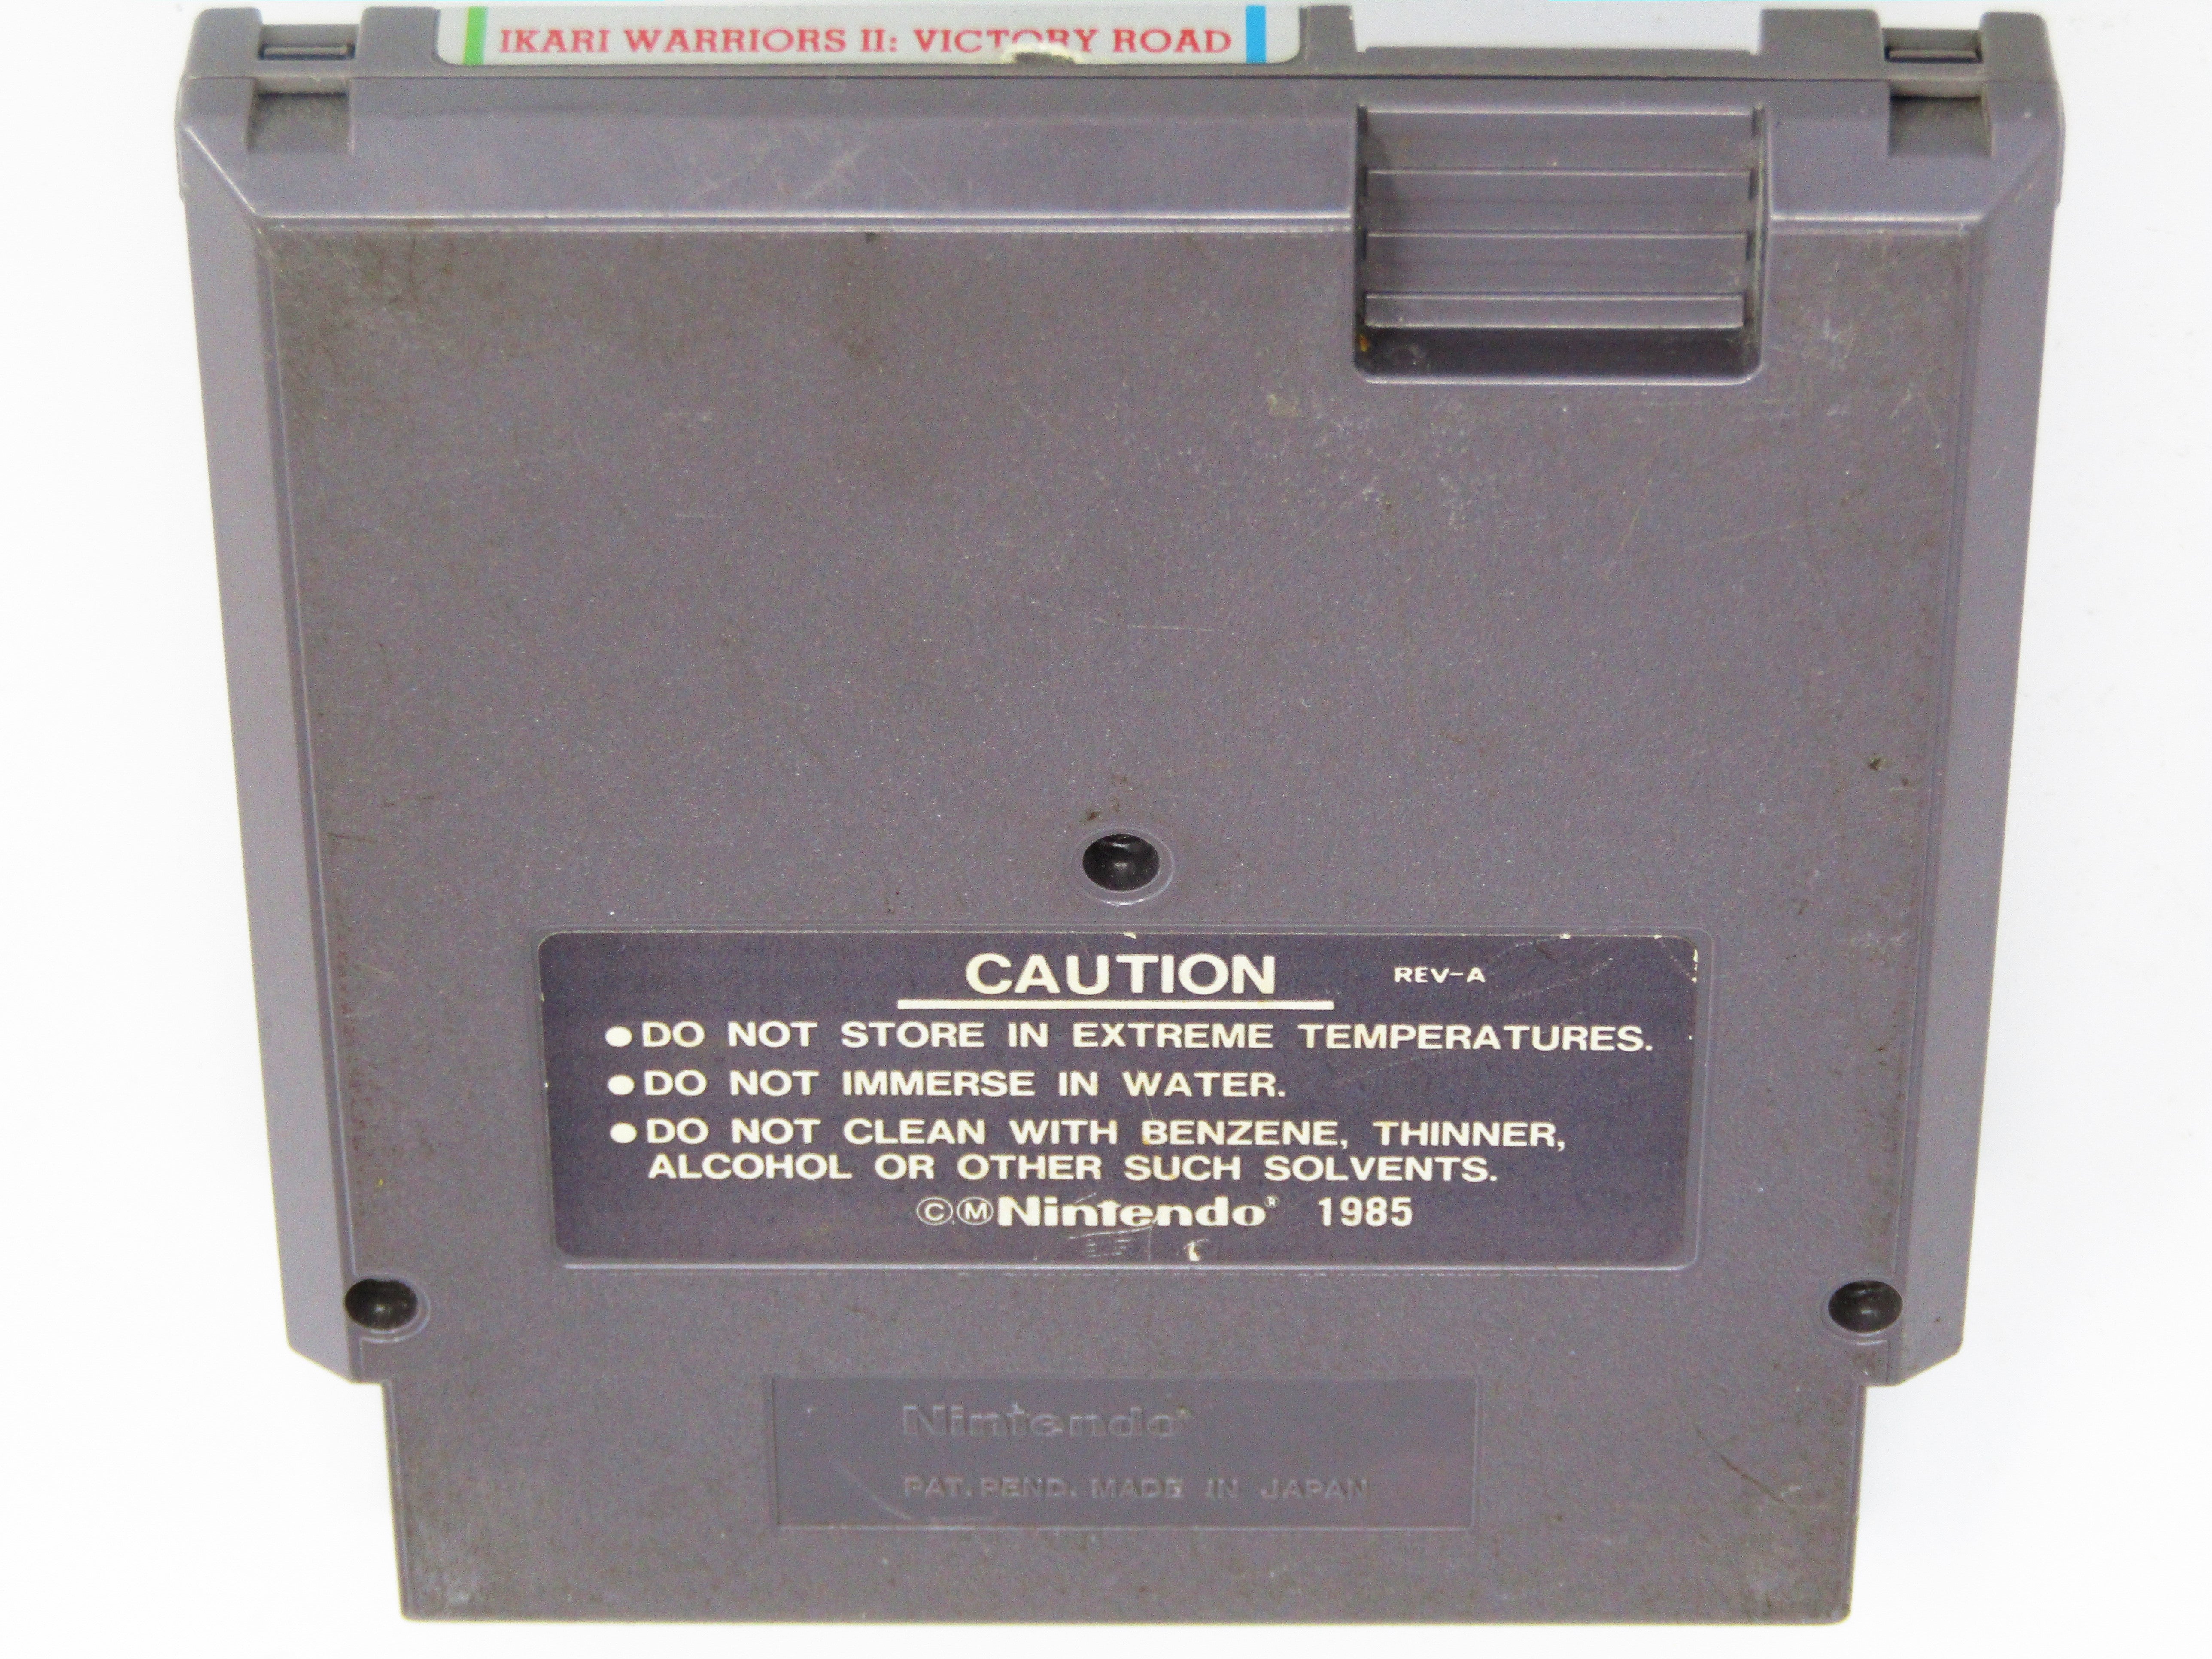 IKARI WARRIORS II: VICTORY ROAD
CAUTION REV-A
●DO NOT STORE IN EXTREME TEMPERATURES.
●DO NOT IMMERSE IN WATER.
●DO NOT CLEAN WITH BENZENE, THINNER,
ALCOHOL OR OTHER SUCH SOLVENTS.
©ⓂNintendo® 1985
Nintendo®
PAT. PEND. MADE IN JAPAN